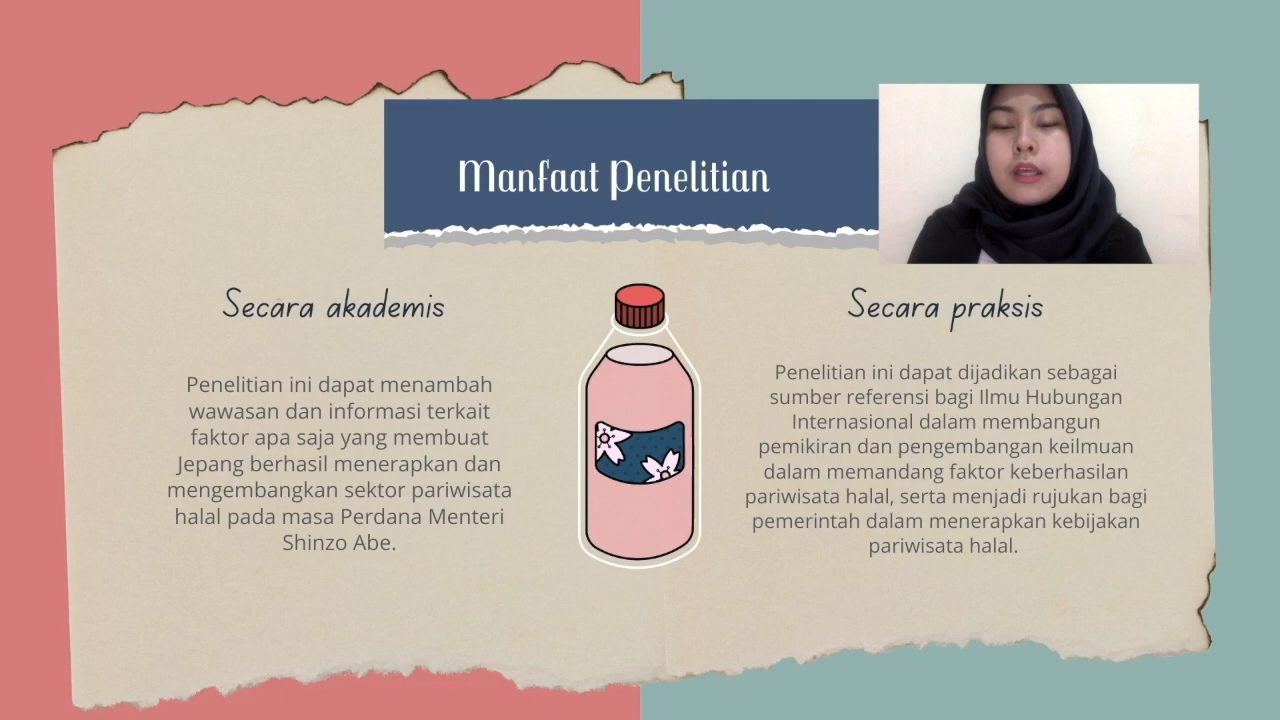 Manfaat Penelitian
Secara akademis
Penelitian ini dapat menambah
wawasan dan informasi terkait
faktor apa saja yang membuat
Jepang berhasil menerapkan dan
mengembangkan sektor pariwisata
halal pada masa Perdana Menteri
Shinzo Abe.
Secara praksis
Penelitian ini dapat dijadikan sebagai
sumber referensi bagi Ilmu Hubungan
Internasional dalam membangun
pemikiran dan pengembangan keilmuan
dalam memandang faktor keberhasilan
pariwisata halal, serta menjadi rujukan bagi
pemerintah dalam menerapkan kebijakan
pariwisata halal.